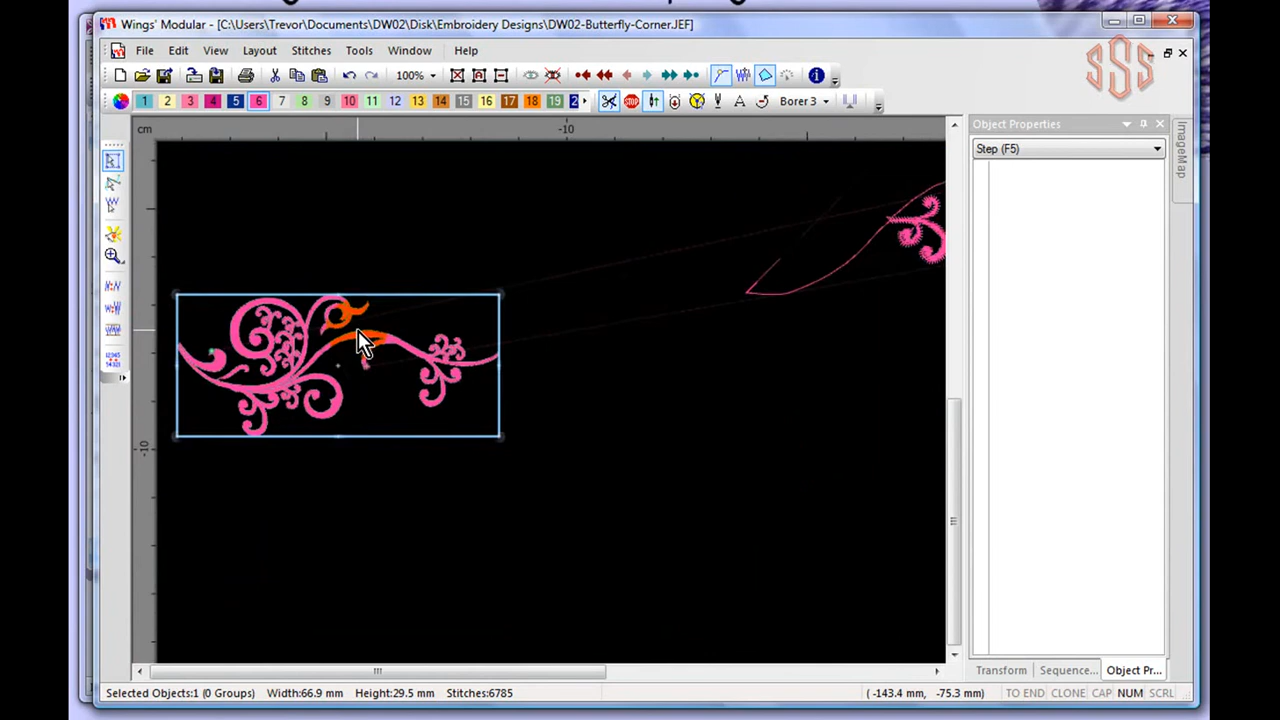 Wings' Modular - [C:\Users\Trevor\Documents\DW02\Disk\Embroidery Designs\DW02-Butterfly-Corner.JEF]
File Edit View Layout Stitches Tools Window Help
SSS
100%
1 2 3 4 5 6 7 8 9 10 11 12 13 14 15 16 17 18 19 2 Borer 3
cm -10
Object Properties
Step (F5)
ImageMap
-10
Transform Sequence... Object Pr...
Selected Objects:1 (0 Groups) Width:66.9 mm Height:29.5 mm Stitches:6785 ( -143.4 mm, -75.3 mm) TO END CLONE CAP NUM SCRL